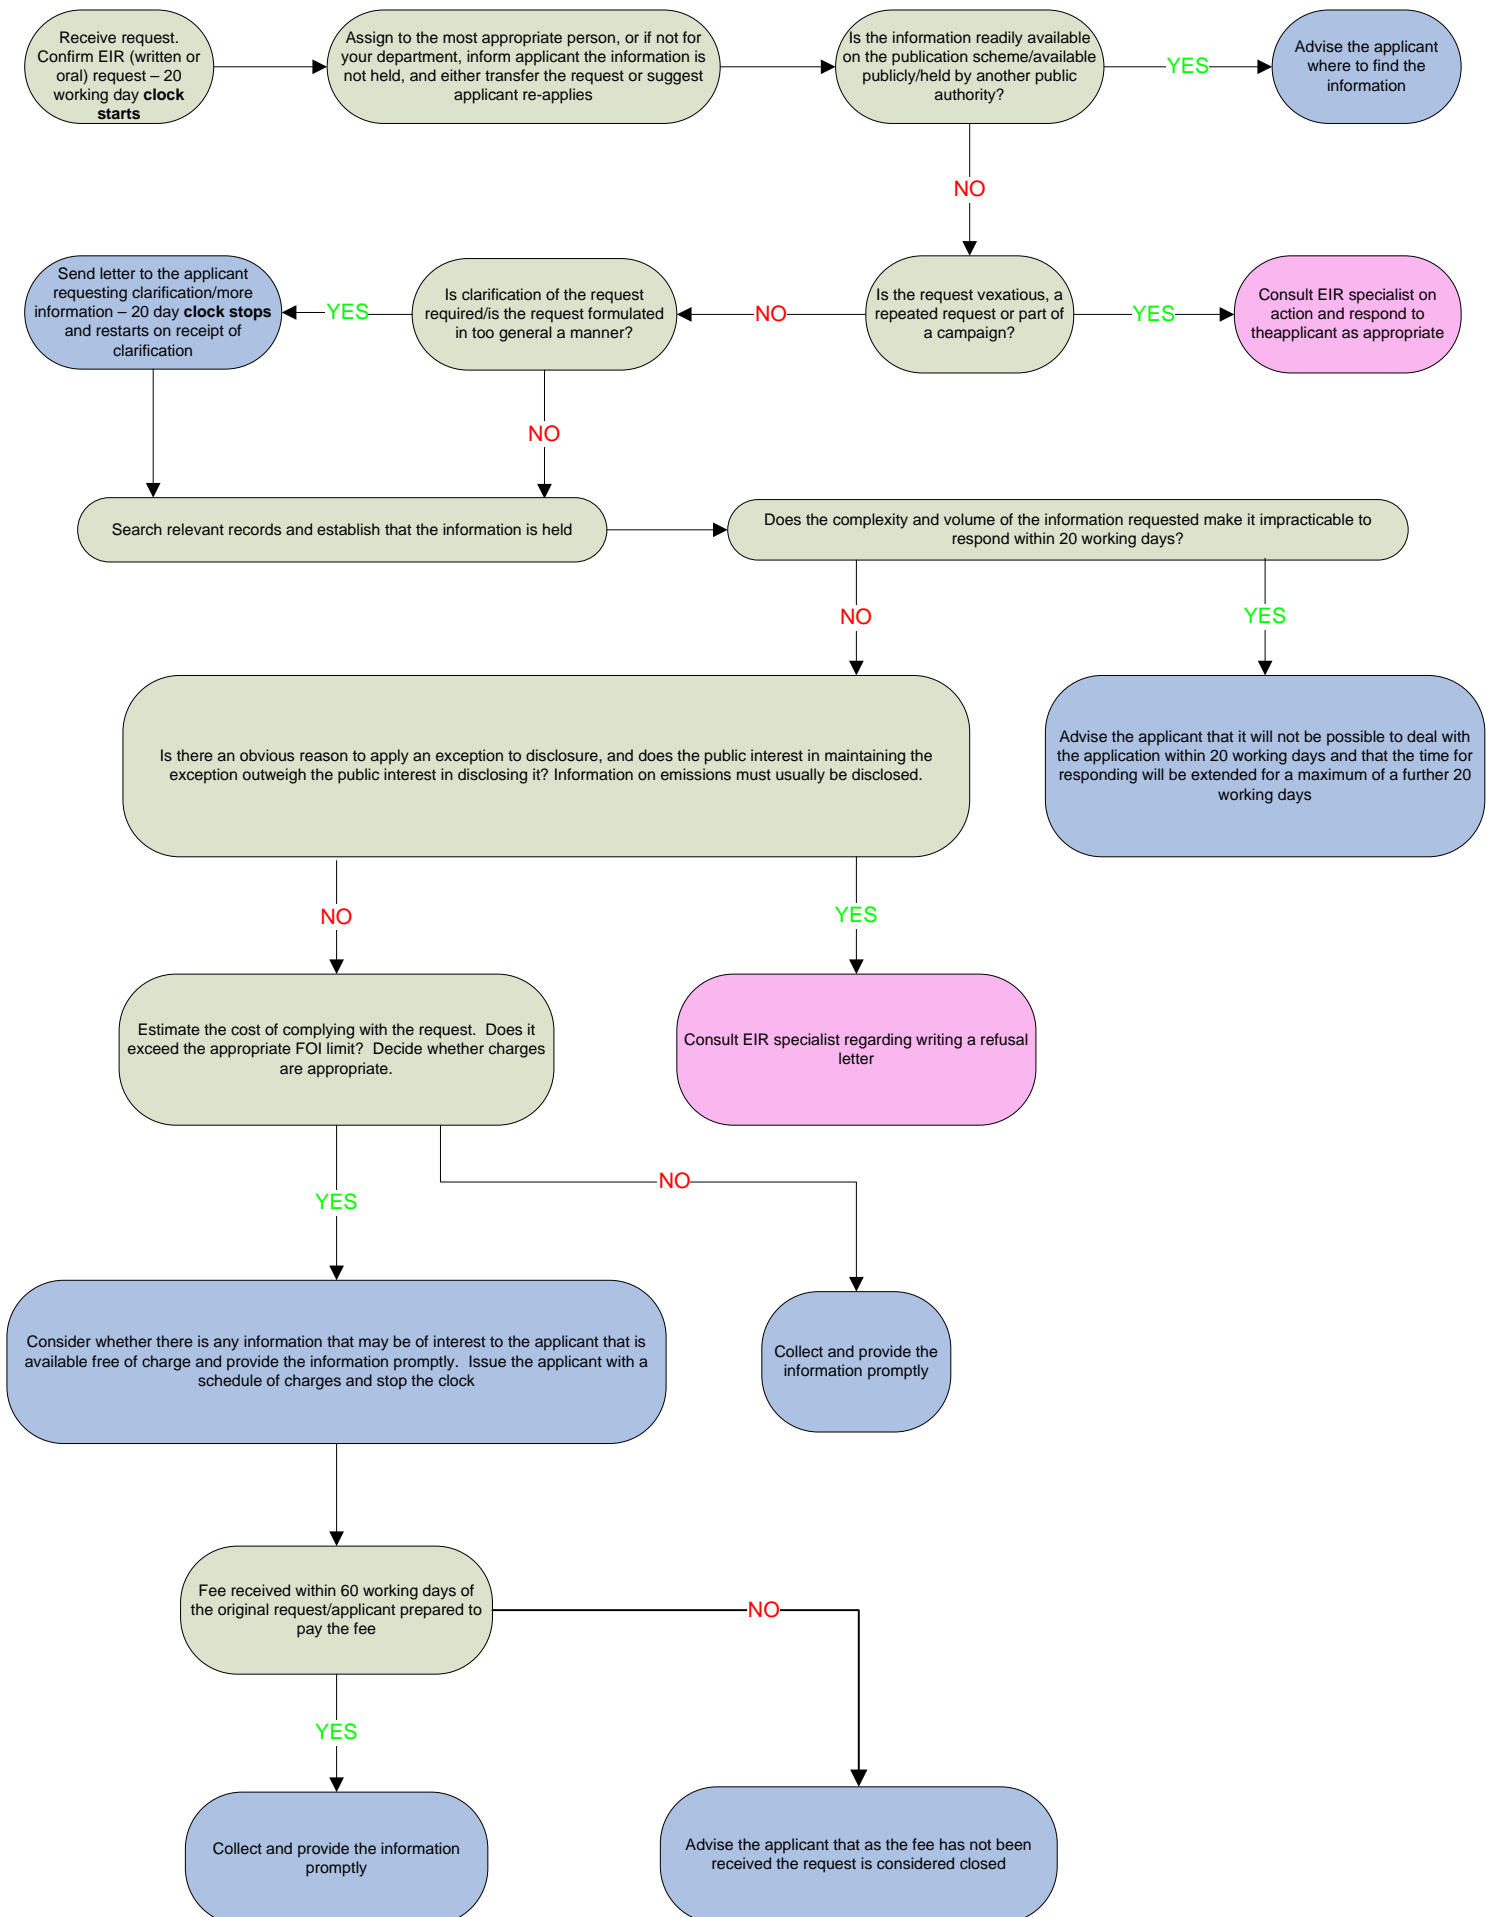 Receive request.
Confirm EIR (written or
oral) request – 20
working day clock
starts
Assign to the most appropriate person, or if not for
your department, inform applicant the information is
not held, and either transfer the request or suggest
applicant re-applies
Is the information readily available
on the publication scheme/available
publicly/held by another public
authority?
YES
Advise the applicant
where to find the
information
NO
Send letter to the applicant
requesting clarification/more
information – 20 day clock stops
and restarts on receipt of
clarification
YES
Is clarification of the request
required/is the request formulated
in too general a manner?
NO
Is the request vexatious, a
repeated request or part of
a campaign?
YES
Consult EIR specialist on
action and respond to
theapplicant as appropriate
NO
Search relevant records and establish that the information is held
Does the complexity and volume of the information requested make it impracticable to
respond within 20 working days?
NO
YES
Is there an obvious reason to apply an exception to disclosure, and does the public interest in maintaining the
exception outweigh the public interest in disclosing it? Information on emissions must usually be disclosed.
Advise the applicant that it will not be possible to deal with
the application within 20 working days and that the time for
responding will be extended for a maximum of a further 20
working days
NO
YES
Estimate the cost of complying with the request.  Does it
exceed the appropriate FOI limit?  Decide whether charges
are appropriate.
Consult EIR specialist regarding writing a refusal
letter
NO
YES
Consider whether there is any information that may be of interest to the applicant that is
available free of charge and provide the information promptly.  Issue the applicant with a
schedule of charges and stop the clock
Collect and provide the
information promptly
Fee received within 60 working days of
the original request/applicant prepared to
pay the fee
NO
YES
Collect and provide the information
promptly
Advise the applicant that as the fee has not been
received the request is considered closed